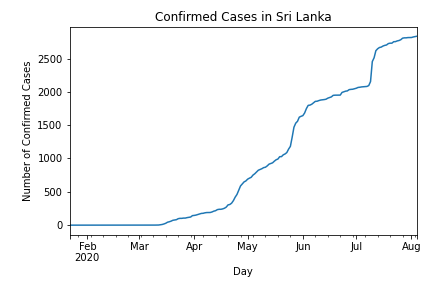 Confirmed Cases in Sri Lanka
Number of Confirmed Cases
2500
2000
1500
1000
500
0
Feb Mar Apr May Jun Jul Aug
2020
Day